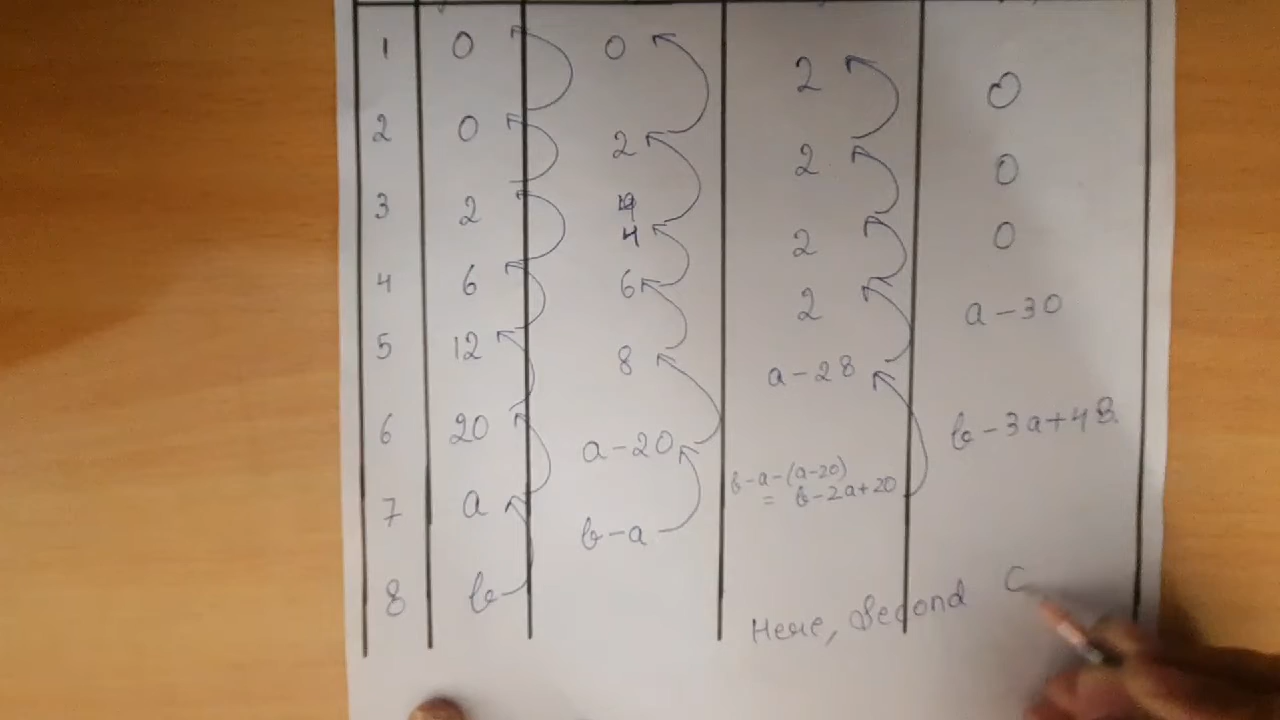 1 0 0 2 0
2 0 2 2 0
3 2 4 2 0
4 6 6 2 a-30
5 12 8 a-28 b-3a+48
6 20 a-20 b-a-(a-20)
= b-2a+20
7 a b-a
8 b
Here, Second